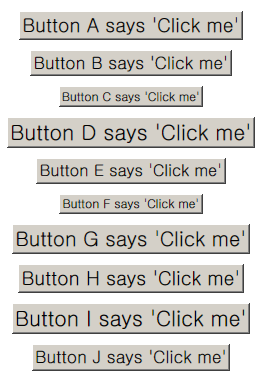 Button A says 'Click me'
Button B says 'Click me'
Button C says 'Click me'
Button D says 'Click me'
Button E says 'Click me'
Button F says 'Click me'
Button G says 'Click me'
Button H says 'Click me'
Button I says 'Click me'
Button J says 'Click me'